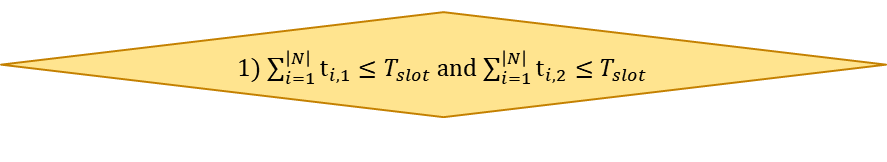 1) ∑_{i=1}^{|N|} t_{i,1} ≤ T_{slot} and ∑_{i=1}^{|N|} t_{i,2} ≤ T_{slot}